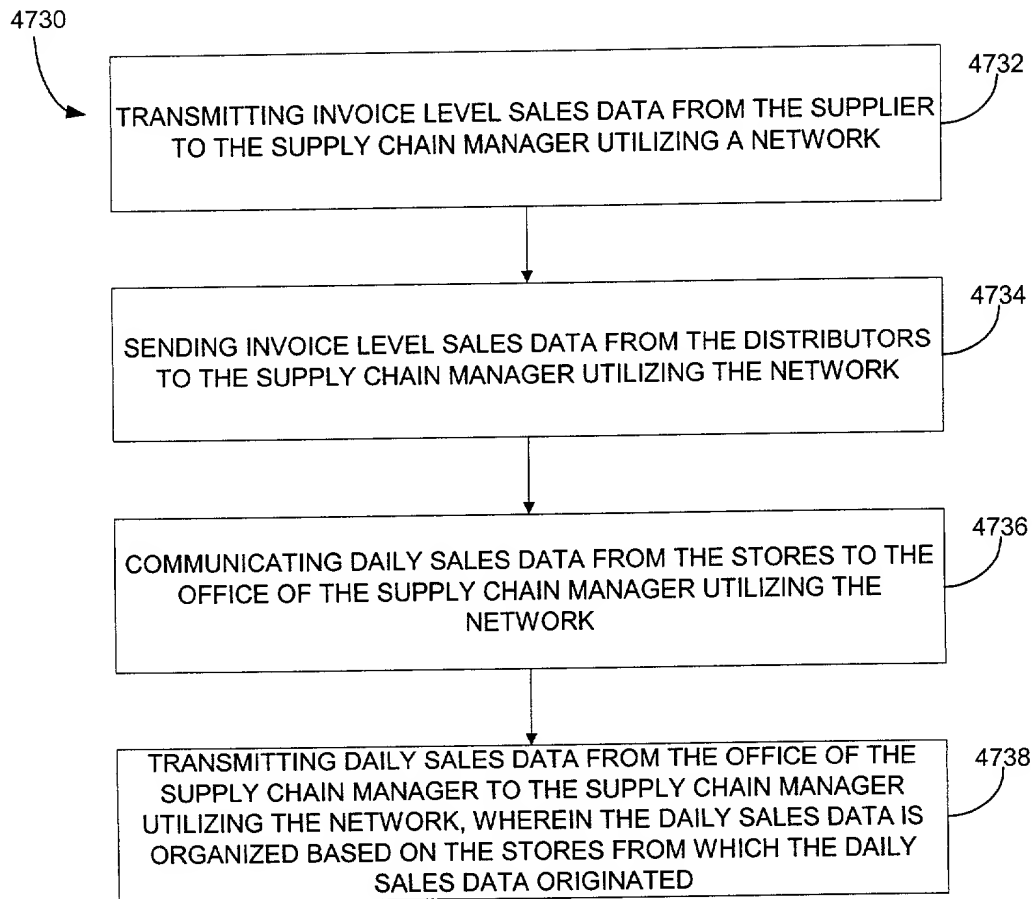 4730
4732
TRANSMITTING INVOICE LEVEL SALES DATA FROM THE SUPPLIER
TO THE SUPPLY CHAIN MANAGER UTILIZING A NETWORK
4734
SENDING INVOICE LEVEL SALES DATA FROM THE DISTRIBUTORS
TO THE SUPPLY CHAIN MANAGER UTILIZING THE NETWORK
4736
COMMUNICATING DAILY SALES DATA FROM THE STORES TO THE
OFFICE OF THE SUPPLY CHAIN MANAGER UTILIZING THE
NETWORK
4738
TRANSMITTING DAILY SALES DATA FROM THE OFFICE OF THE
SUPPLY CHAIN MANAGER TO THE SUPPLY CHAIN MANAGER
UTILIZING THE NETWORK, WHEREIN THE DAILY SALES DATA IS
ORGANIZED BASED ON THE STORES FROM WHICH THE DAILY
SALES DATA ORIGINATED